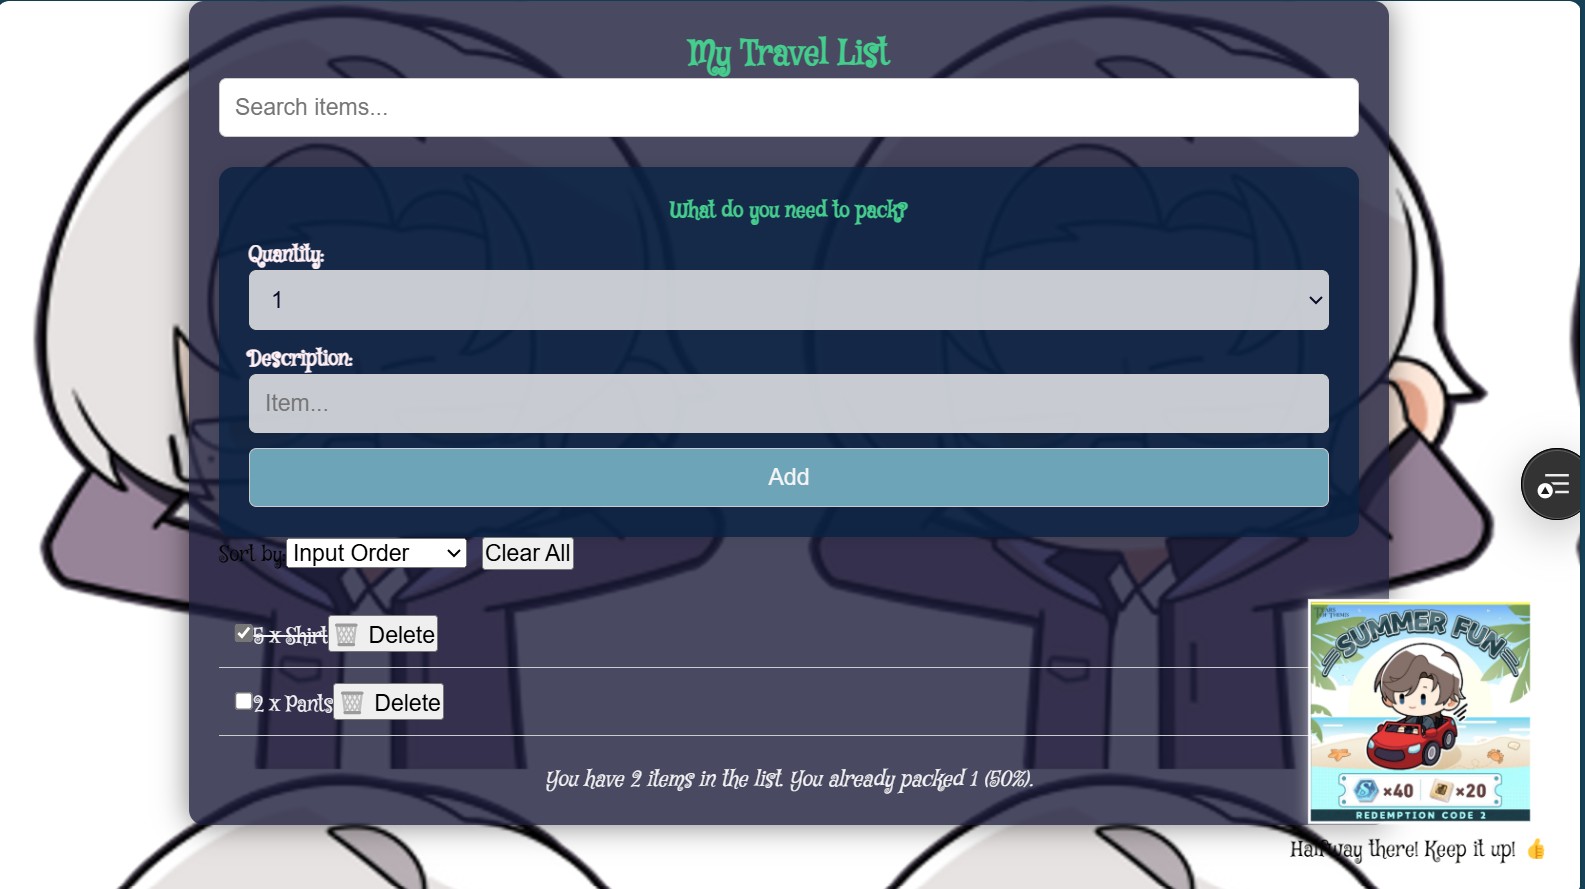 My Travel List
Search items...
What do you need to pack?
Quantity:
1
Description:
Item...
Add
Sort by: Input Order Clear All
5 x Shirt Delete
2 x Pants Delete
You have 2 items in the list. You already packed 1 (50%).
SUMMER FUN
×40 ×20
REDEMPTION CODE 2
Halfway there! Keep it up! 👍